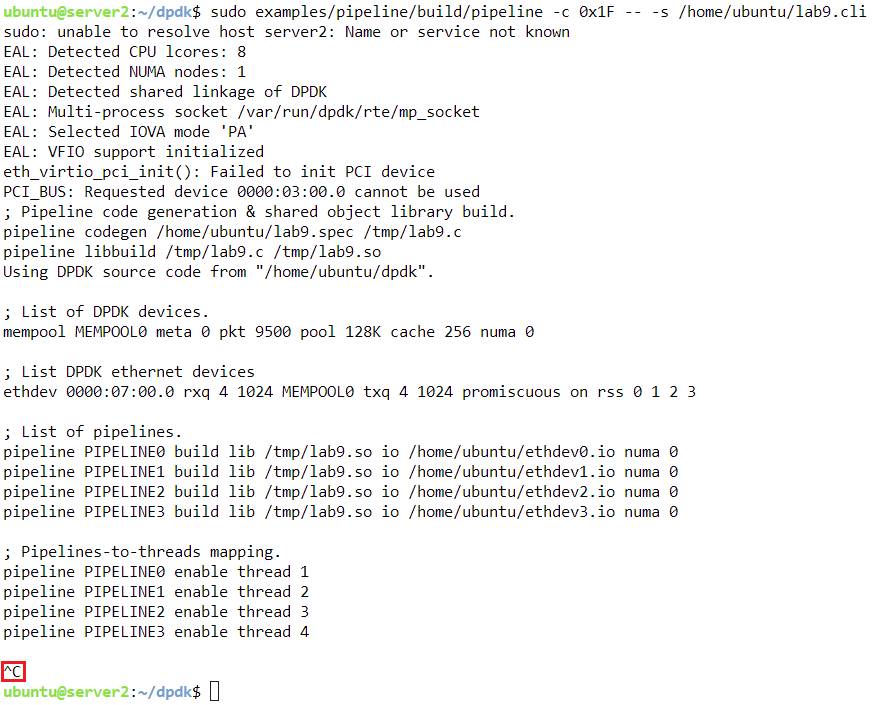 ubuntu@server2:~/dpdk$ sudo examples/pipeline/build/pipeline -c 0x1F -- -s /home/ubuntu/lab9.cli
sudo: unable to resolve host server2: Name or service not known
EAL: Detected CPU lcores: 8
EAL: Detected NUMA nodes: 1
EAL: Detected shared linkage of DPDK
EAL: Multi-process socket /var/run/dpdk/rte/mp_socket
EAL: Selected IOVA mode 'PA'
EAL: VFIO support initialized
eth_virtio_pci_init(): Failed to init PCI device
PCI_BUS: Requested device 0000:03:00.0 cannot be used
; Pipeline code generation & shared object library build.
pipeline codegen /home/ubuntu/lab9.spec /tmp/lab9.c
pipeline libbuild /tmp/lab9.c /tmp/lab9.so
Using DPDK source code from "/home/ubuntu/dpdk".
; List of DPDK devices.
mempool MEMPOOL0 meta 0 pkt 9500 pool 128K cache 256 numa 0
; List DPDK ethernet devices
ethdev 0000:07:00.0 rxq 4 1024 MEMPOOL0 txq 4 1024 promiscuous on rss 0 1 2 3
; List of pipelines.
pipeline PIPELINE0 build lib /tmp/lab9.so io /home/ubuntu/ethdev0.io numa 0
pipeline PIPELINE1 build lib /tmp/lab9.so io /home/ubuntu/ethdev1.io numa 0
pipeline PIPELINE2 build lib /tmp/lab9.so io /home/ubuntu/ethdev2.io numa 0
pipeline PIPELINE3 build lib /tmp/lab9.so io /home/ubuntu/ethdev3.io numa 0
; Pipelines-to-threads mapping.
pipeline PIPELINE0 enable thread 1
pipeline PIPELINE1 enable thread 2
pipeline PIPELINE2 enable thread 3
pipeline PIPELINE3 enable thread 4
^C
ubuntu@server2:~/dpdk$